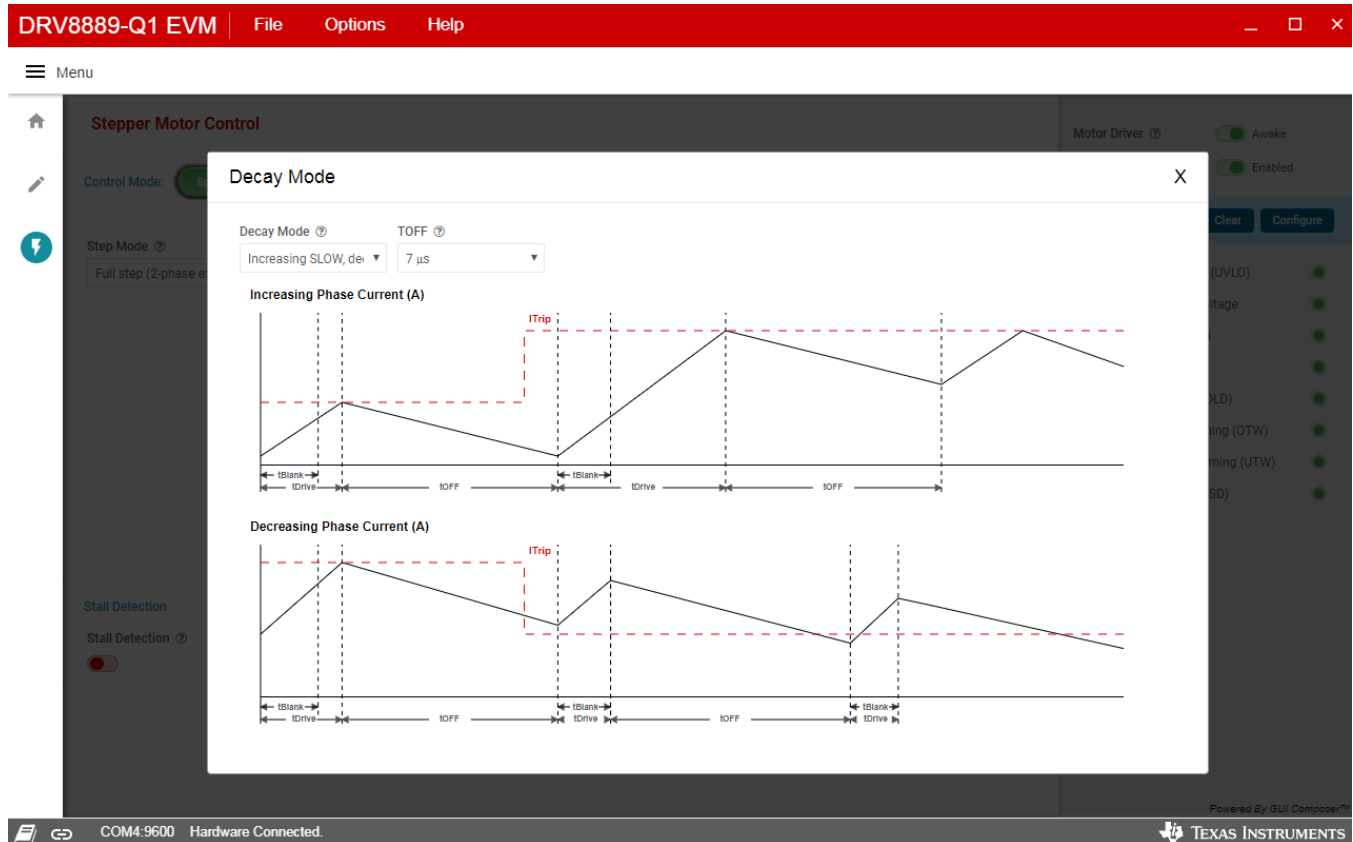 DRV8889-Q1 EVM File Options Help
Menu
Stepper Motor Control
Motor Driver Awake
Enabled
Control Mode:
Decay Mode X
Clear Configure
Decay Mode TOFF
Step Mode
Increasing SLOW, de 7 µs
Full step (2-phase e
(UVLO)
Increasing Phase Current (A)
ITrip
tBlank tBlank
tDrive tOFF tDrive tOFF
OLD)
ning (OTW)
rning (UTW)
SD)
Decreasing Phase Current (A)
ITrip
Stall Detection
Stall Detection
tBlank tBlank tBlank
tDrive tOFF tDrive tOFF tDrive
Powered By GUI Composer™
COM4:9600 Hardware Connected. TEXAS INSTRUMENTS